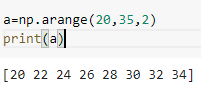 a=np.arange(20,35,2)
print(a)
[20 22 24 26 28 30 32 34]